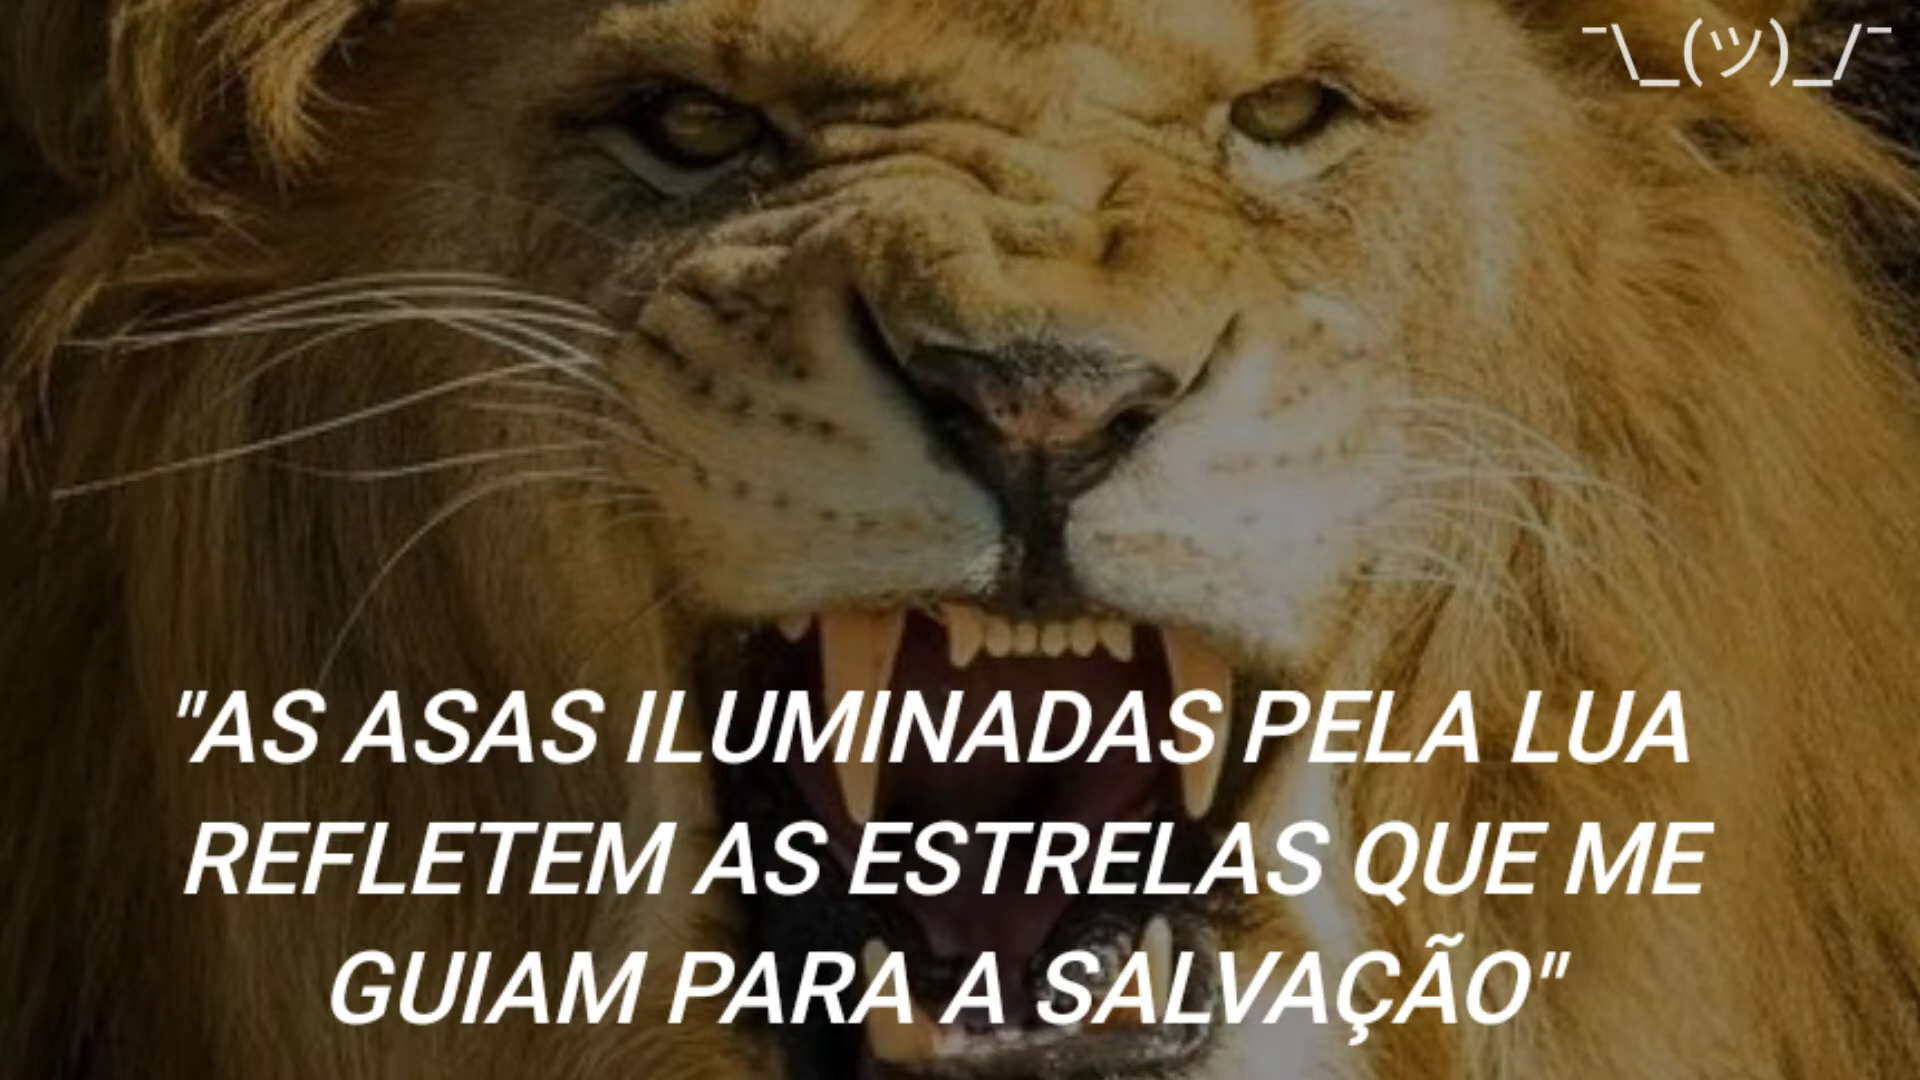 ¯\_(ツ)_/¯
"AS ASAS ILUMINADAS PELA LUA
REFLETEM AS ESTRELAS QUE ME
GUIAM PARA A SALVAÇÃO"